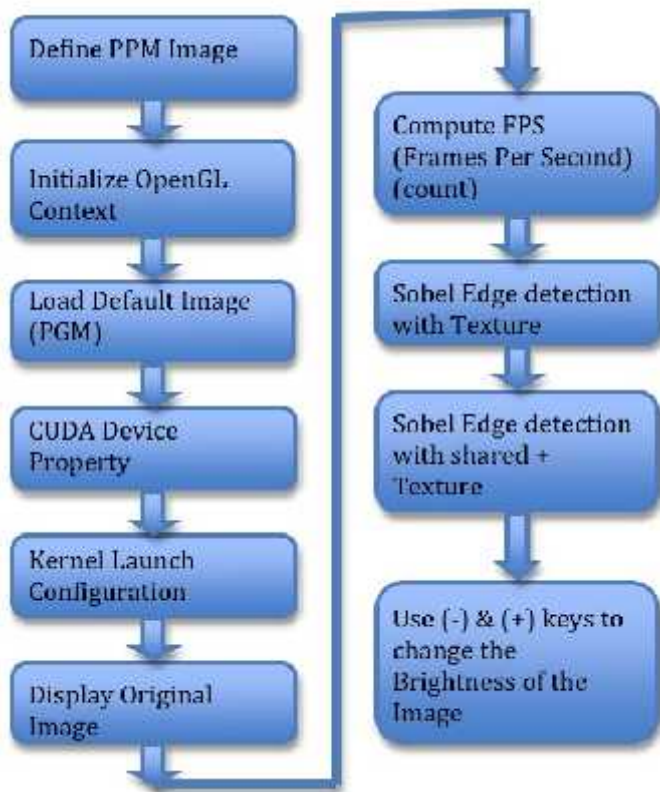 Define PPM Image
Initialize OpenGL
Context
Load Default Image
(PGM)
CUDA Device
Property
Kernel Launch
Configuration
Display Original
Image
Compute FPS
(Frames Per Second)
(count)
Sobel Edge detection
with Texture
Sobel Edge detection
with shared +
Texture
Use (-) & (+) keys to
change the
Brightness of the
Image